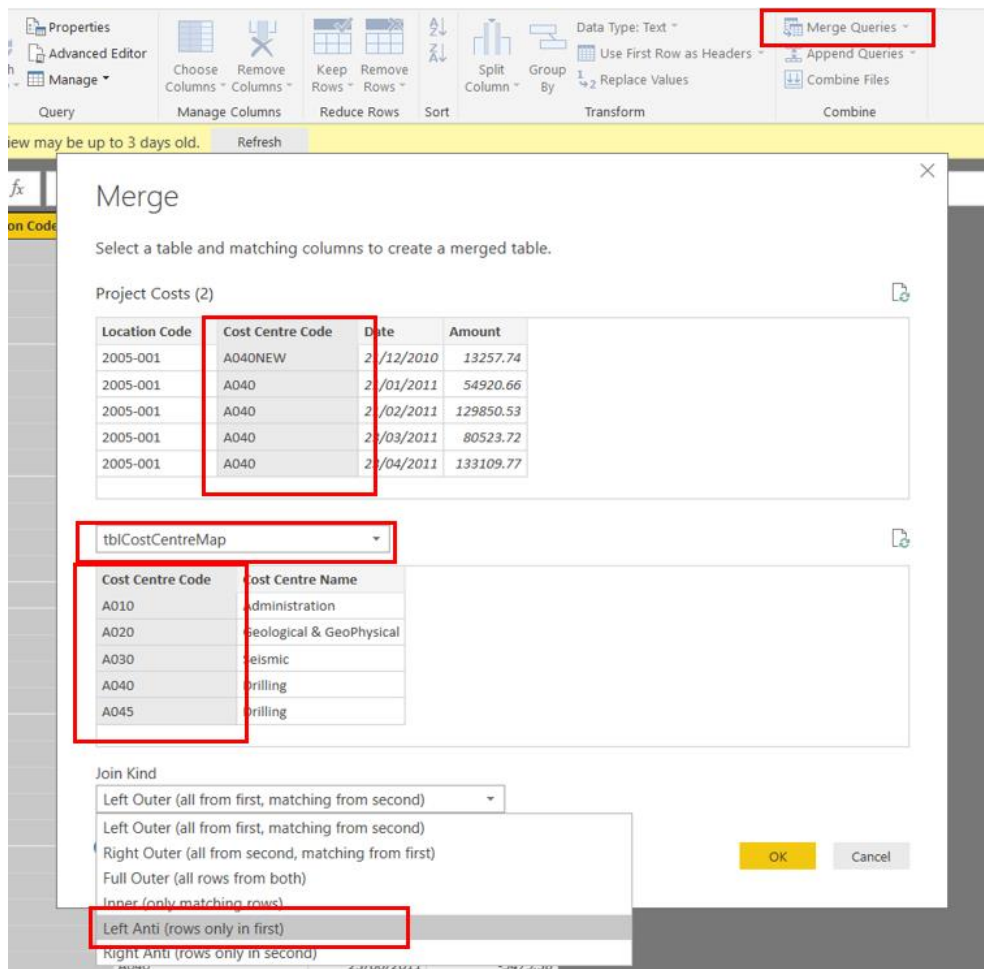 Properties
Advanced Editor
Manage
Query
Choose Columns
Remove Columns
Manage Columns
Keep Rows
Remove Rows
Reduce Rows
Sort
Split Column
Group By
Data Type: Text
Use First Row as Headers
Replace Values
Transform
Merge Queries
Append Queries
Combine Files
Combine
may be up to 3 days old. Refresh
fx
Code
Merge
Select a table and matching columns to create a merged table.
Project Costs (2)
Location Code Cost Centre Code Date Amount
2005-001 A040NEW /12/2010 13257.74
2005-001 A040 /01/2011 54920.66
2005-001 A040 /02/2011 129850.53
2005-001 A040 /03/2011 80523.72
2005-001 A040 /04/2011 133109.77
tblCostCentreMap
Cost Centre Code Cost Centre Name
A010 Administration
A020 Geological & GeoPhysical
A030 Seismic
A040 Drilling
A045 Drilling
Join Kind
Left Outer (all from first, matching from second)
Left Outer (all from first, matching from second)
Right Outer (all from second, matching from first)
Full Outer (all rows from both)
Inner (only matching rows)
Left Anti (rows only in first)
Right Anti (rows only in second)
OK Cancel